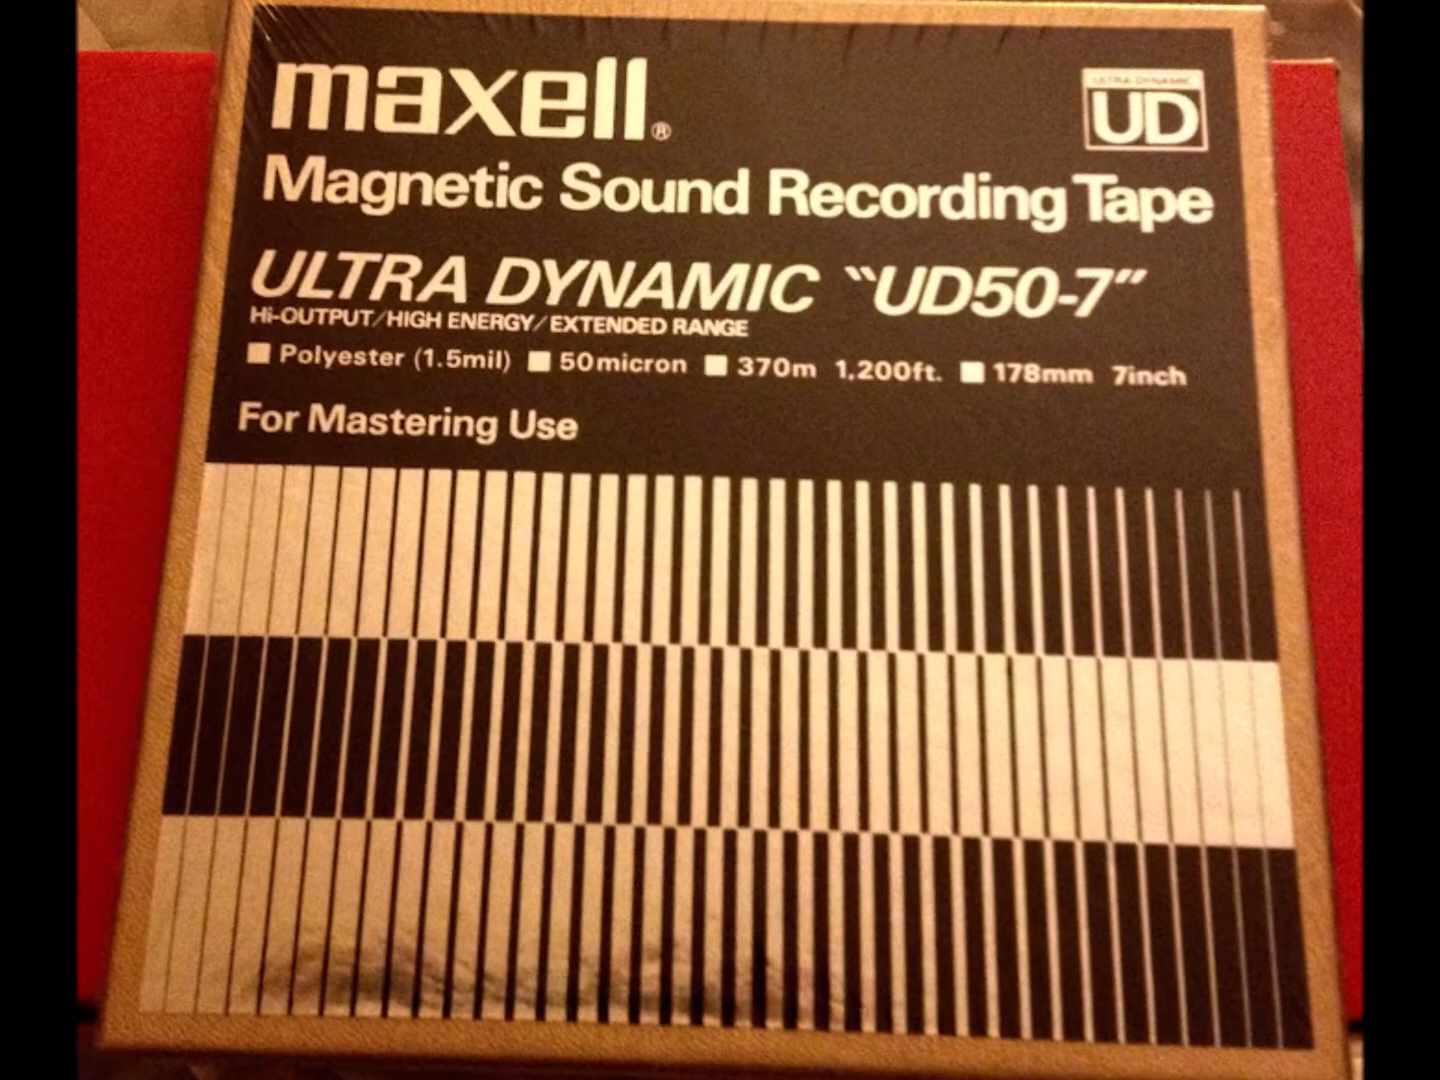 maxell®
ULTRA DYNAMIC
UD
Magnetic Sound Recording Tape
ULTRA DYNAMIC “UD50-7”
Hi-OUTPUT/HIGH ENERGY/EXTENDED RANGE
■ Polyester (1.5mil) ■ 50micron ■ 370m 1,200ft. ■ 178mm 7inch
For Mastering Use